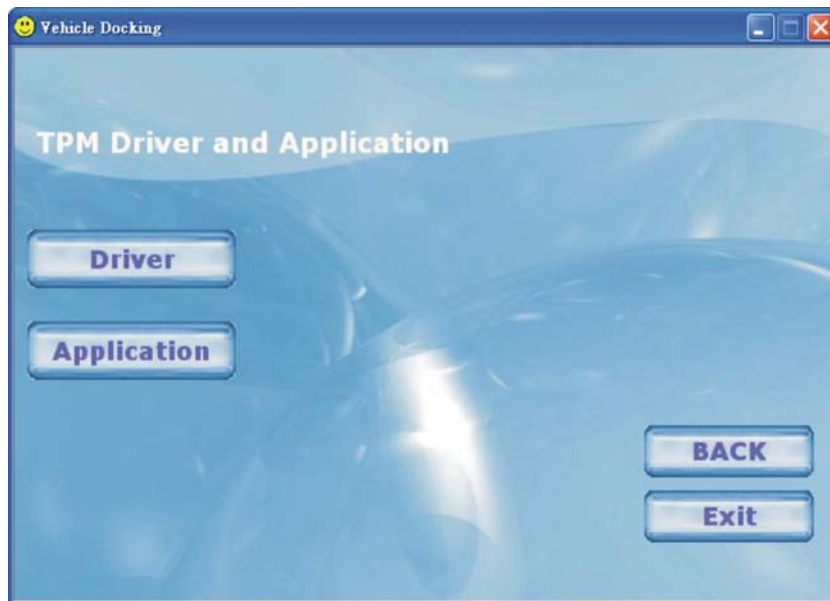 Vehicle Docking
TPM Driver and Application
Driver
Application
BACK
Exit